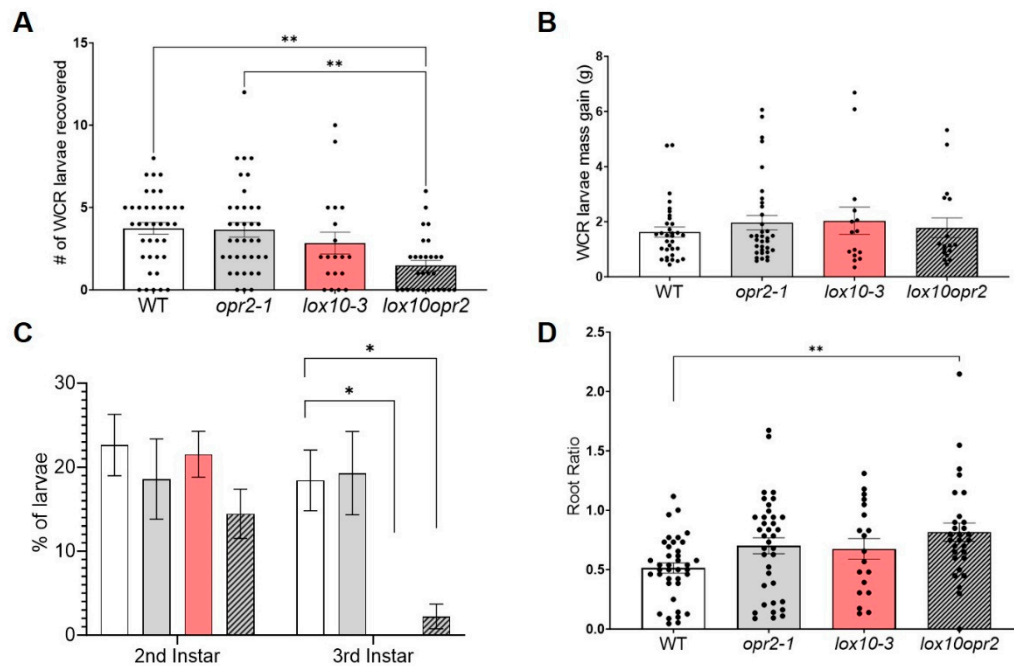 A
# of WCR larvae recovered
15
10
5
0
**
**
WT opr2-1 lox10-3 lox10opr2
B
WCR larvae mass gain (g)
8
6
4
2
0
WT opr2-1 lox10-3 lox10opr2
C
% of larvae
30
20
10
0
*
*
2nd Instar 3rd Instar
D
Root Ratio
2.5
2.0
1.5
1.0
0.5
0.0
**
WT opr2-1 lox10-3 lox10opr2